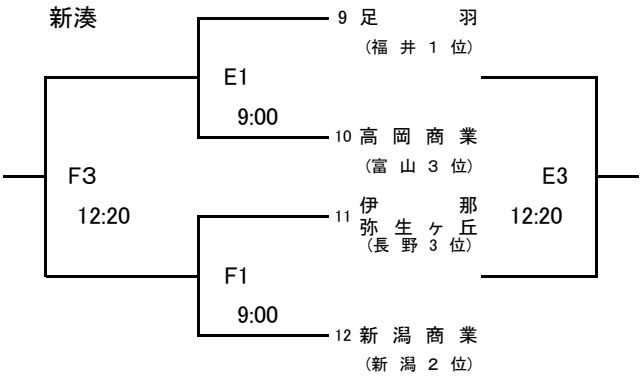 新湊
9 足 羽
(福 井 1 位)
E1
9:00
10 高 岡 商 業
(富 山 3 位)
F3
12:20
E3
12:20
11 伊 那
弥 生 ヶ 丘
(長 野 3 位)
F1
9:00
12 新 潟 商 業
(新 潟 2 位)